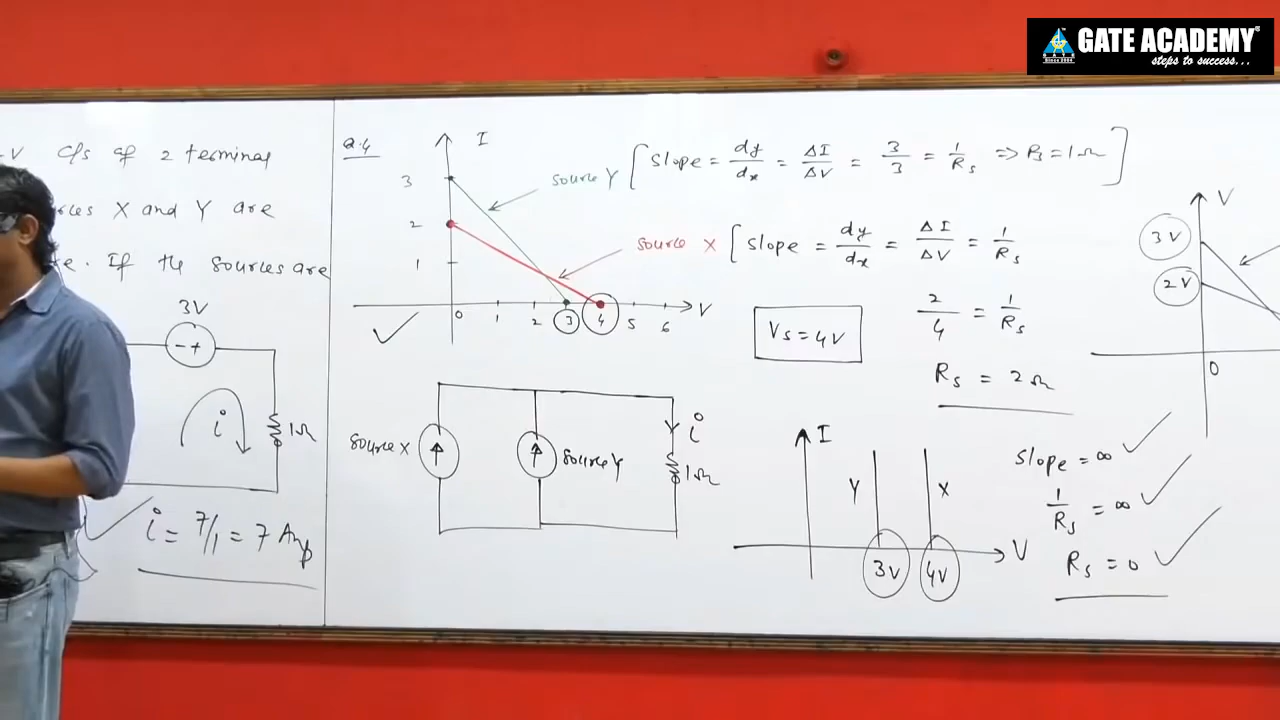 GATE ACADEMY
steps to success...
Since 2004
-V C/s of 2 terminal
X and Y are
If the sources are
3V
- +
i
1Ω
i = 7/1 = 7 Amp
Q.4
I
3
2
1
0 1 2 3 4 5 6 V
Source Y [ Slope = dy/dx = ΔI/ΔV = 3/3 = 1/Rs => Rs = 1Ω ]
Source X [ Slope = dy/dx = ΔI/ΔV = 1/Rs
2/4 = 1/Rs
Rs = 2Ω
Vs = 4V
Source X
Source Y
i
1Ω
I
Y
X
3V
4V
V
Slope = ∞
1/Rs = ∞
Rs = 0
V
3V
2V
0